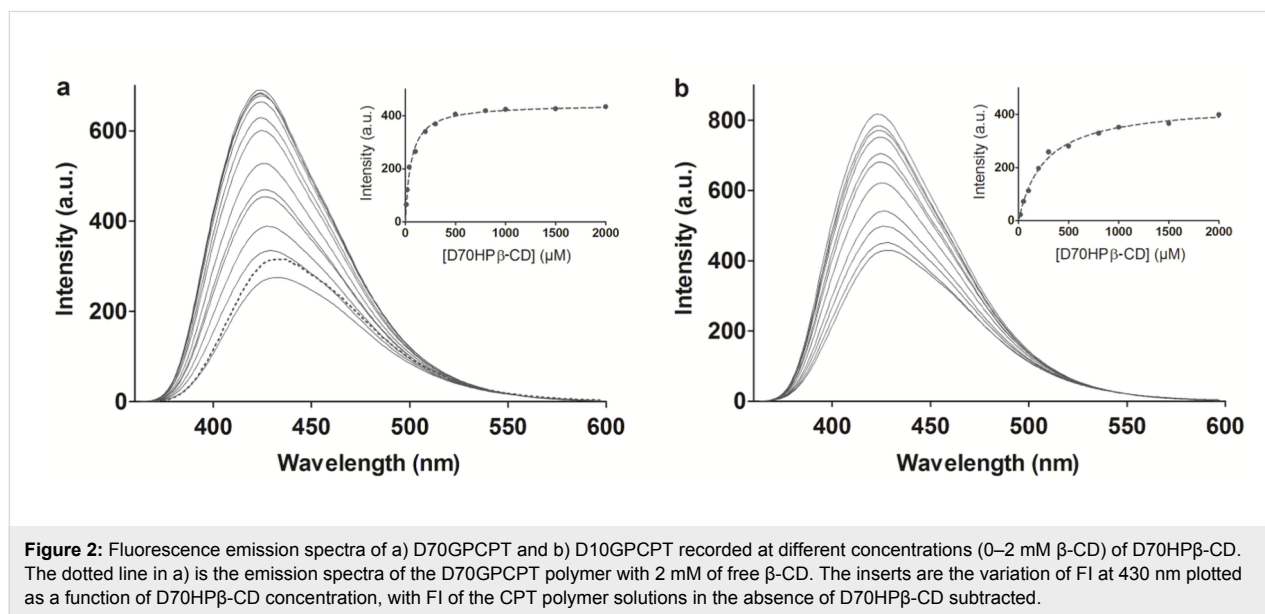 a
Intensity (a.u.)
600
400
200
0
400
450
500
550
600
Wavelength (nm)
Intensity (a.u.)
400
200
0
0
500
1000
1500
2000
[D70HPβ-CD] (µM)
b
Intensity (a.u.)
800
600
400
200
0
400
450
500
550
600
Wavelength (nm)
Intensity (a.u.)
400
200
0
0
500
1000
1500
2000
[D70HPβ-CD] (µM)
Figure 2: Fluorescence emission spectra of a) D70GPCPT and b) D10GPCPT recorded at different concentrations (0–2 mM β-CD) of D70HPβ-CD.
The dotted line in a) is the emission spectra of the D70GPCPT polymer with 2 mM of free β-CD. The inserts are the variation of FI at 430 nm plotted
as a function of D70HPβ-CD concentration, with FI of the CPT polymer solutions in the absence of D70HPβ-CD subtracted.